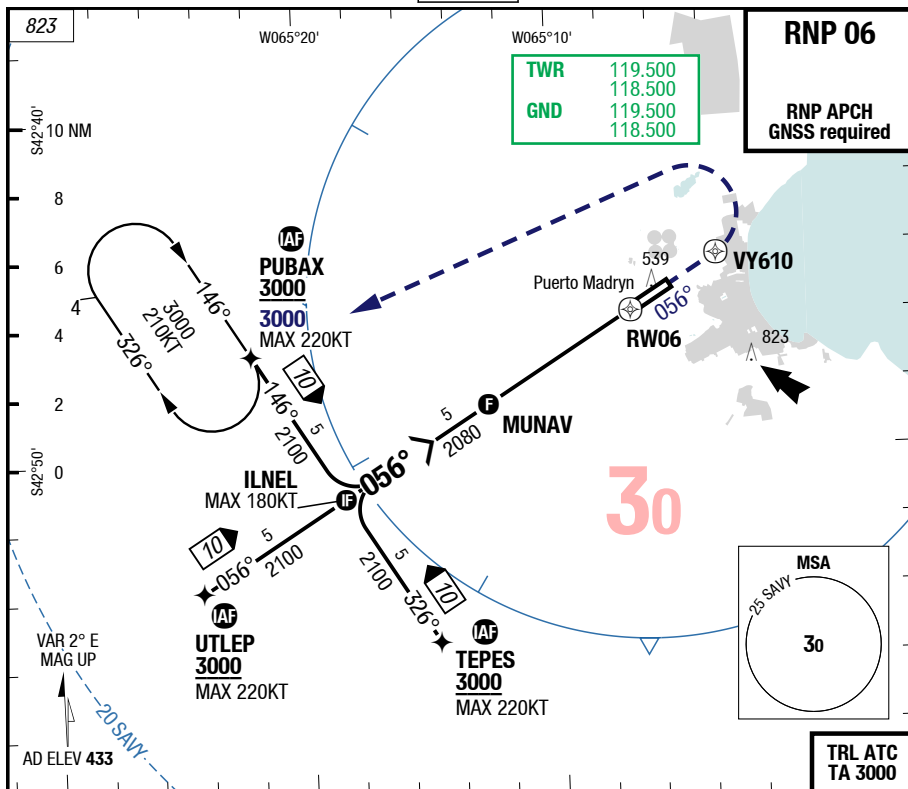 823
W065°20'
W065°10'
RNP 06
RNP APCH
GNSS required
TWR 119.500
118.500
GND 119.500
118.500
S42°40'
10 NM
8
6
4
2
0
S42°50'
IAF
PUBAX
3000
3000
MAX 220KT
4
146°
3000
210KT
326°
539
Puerto Madryn
VY610
056°
RW06
823
10
146°
5
2100
F
MUNAV
5
2080
056°
ILNEL
MAX 180KT
IF
30
10
5
056°
2100
5
2100
10
326°
IAF
UTLEP
3000
MAX 220KT
IAF
TEPES
3000
MAX 220KT
MSA
25 SAVY
30
VAR 2° E
MAG UP
20 SAVY
AD ELEV 433
TRL ATC
TA 3000